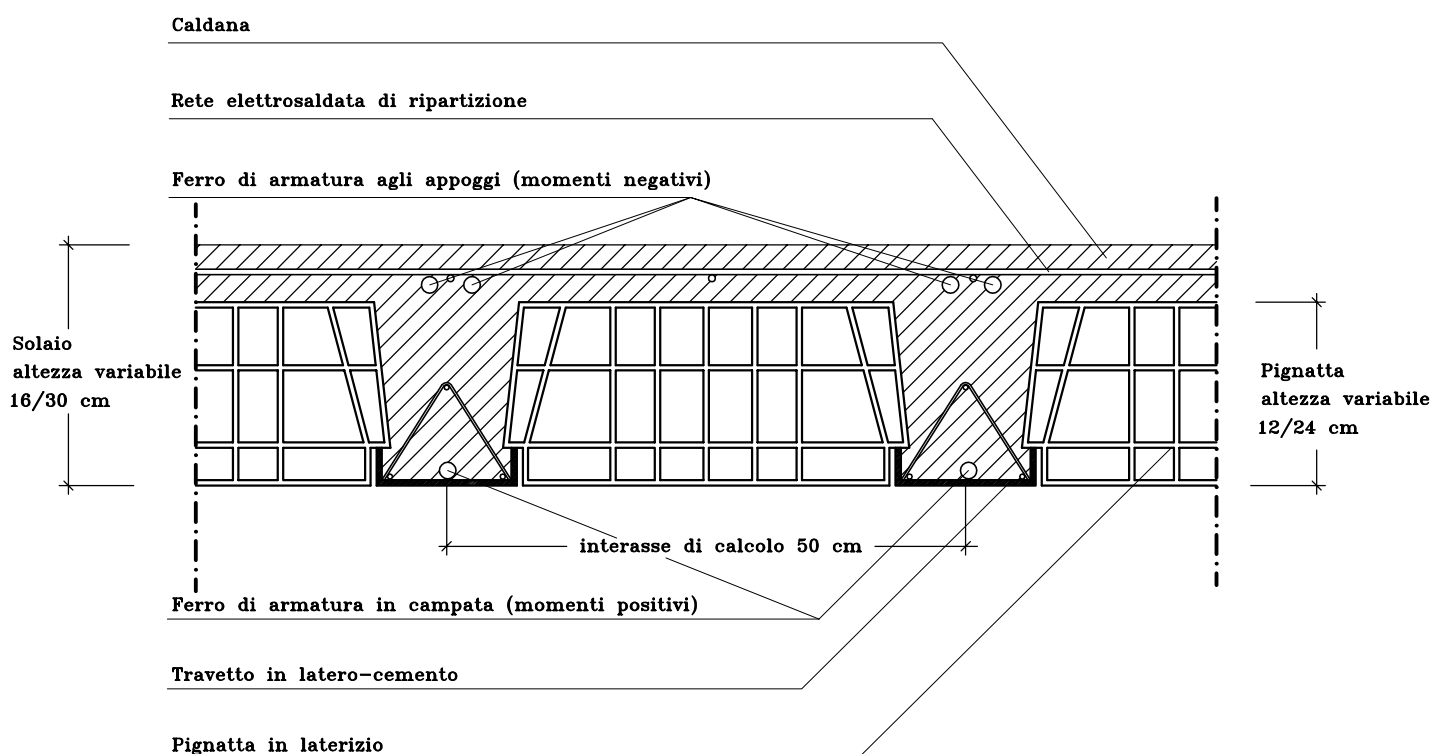 Caldana
Rete elettrosaldata di ripartizione
Ferro di armatura agli appoggi (momenti negativi)
Solaio
altezza variabile
16/30 cm
Pignatta
altezza variabile
12/24 cm
interasse di calcolo 50 cm
Ferro di armatura in campata (momenti positivi)
Travetto in latero-cemento
Pignatta in laterizio